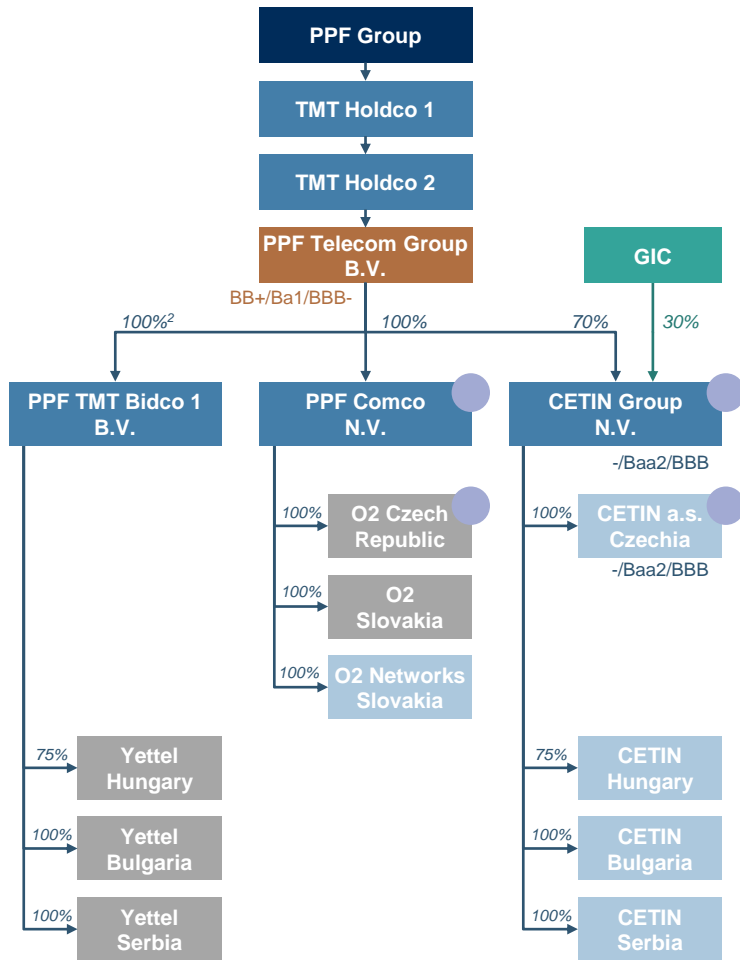 PPF Group
TMT Holdco 1
TMT Holdco 2
PPF Telecom Group
B.V.
GIC
BB+/Ba1/BBB-
100%²
100%
70%
30%
PPF TMT Bidco 1
B.V.
PPF Comco
N.V.
CETIN Group
N.V.
-/Baa2/BBB
100%
O2 Czech
Republic
100%
CETIN a.s.
Czechia
-/Baa2/BBB
100%
O2
Slovakia
100%
O2 Networks
Slovakia
75%
Yettel
Hungary
75%
CETIN
Hungary
100%
Yettel
Bulgaria
100%
CETIN
Bulgaria
100%
Yettel
Serbia
100%
CETIN
Serbia